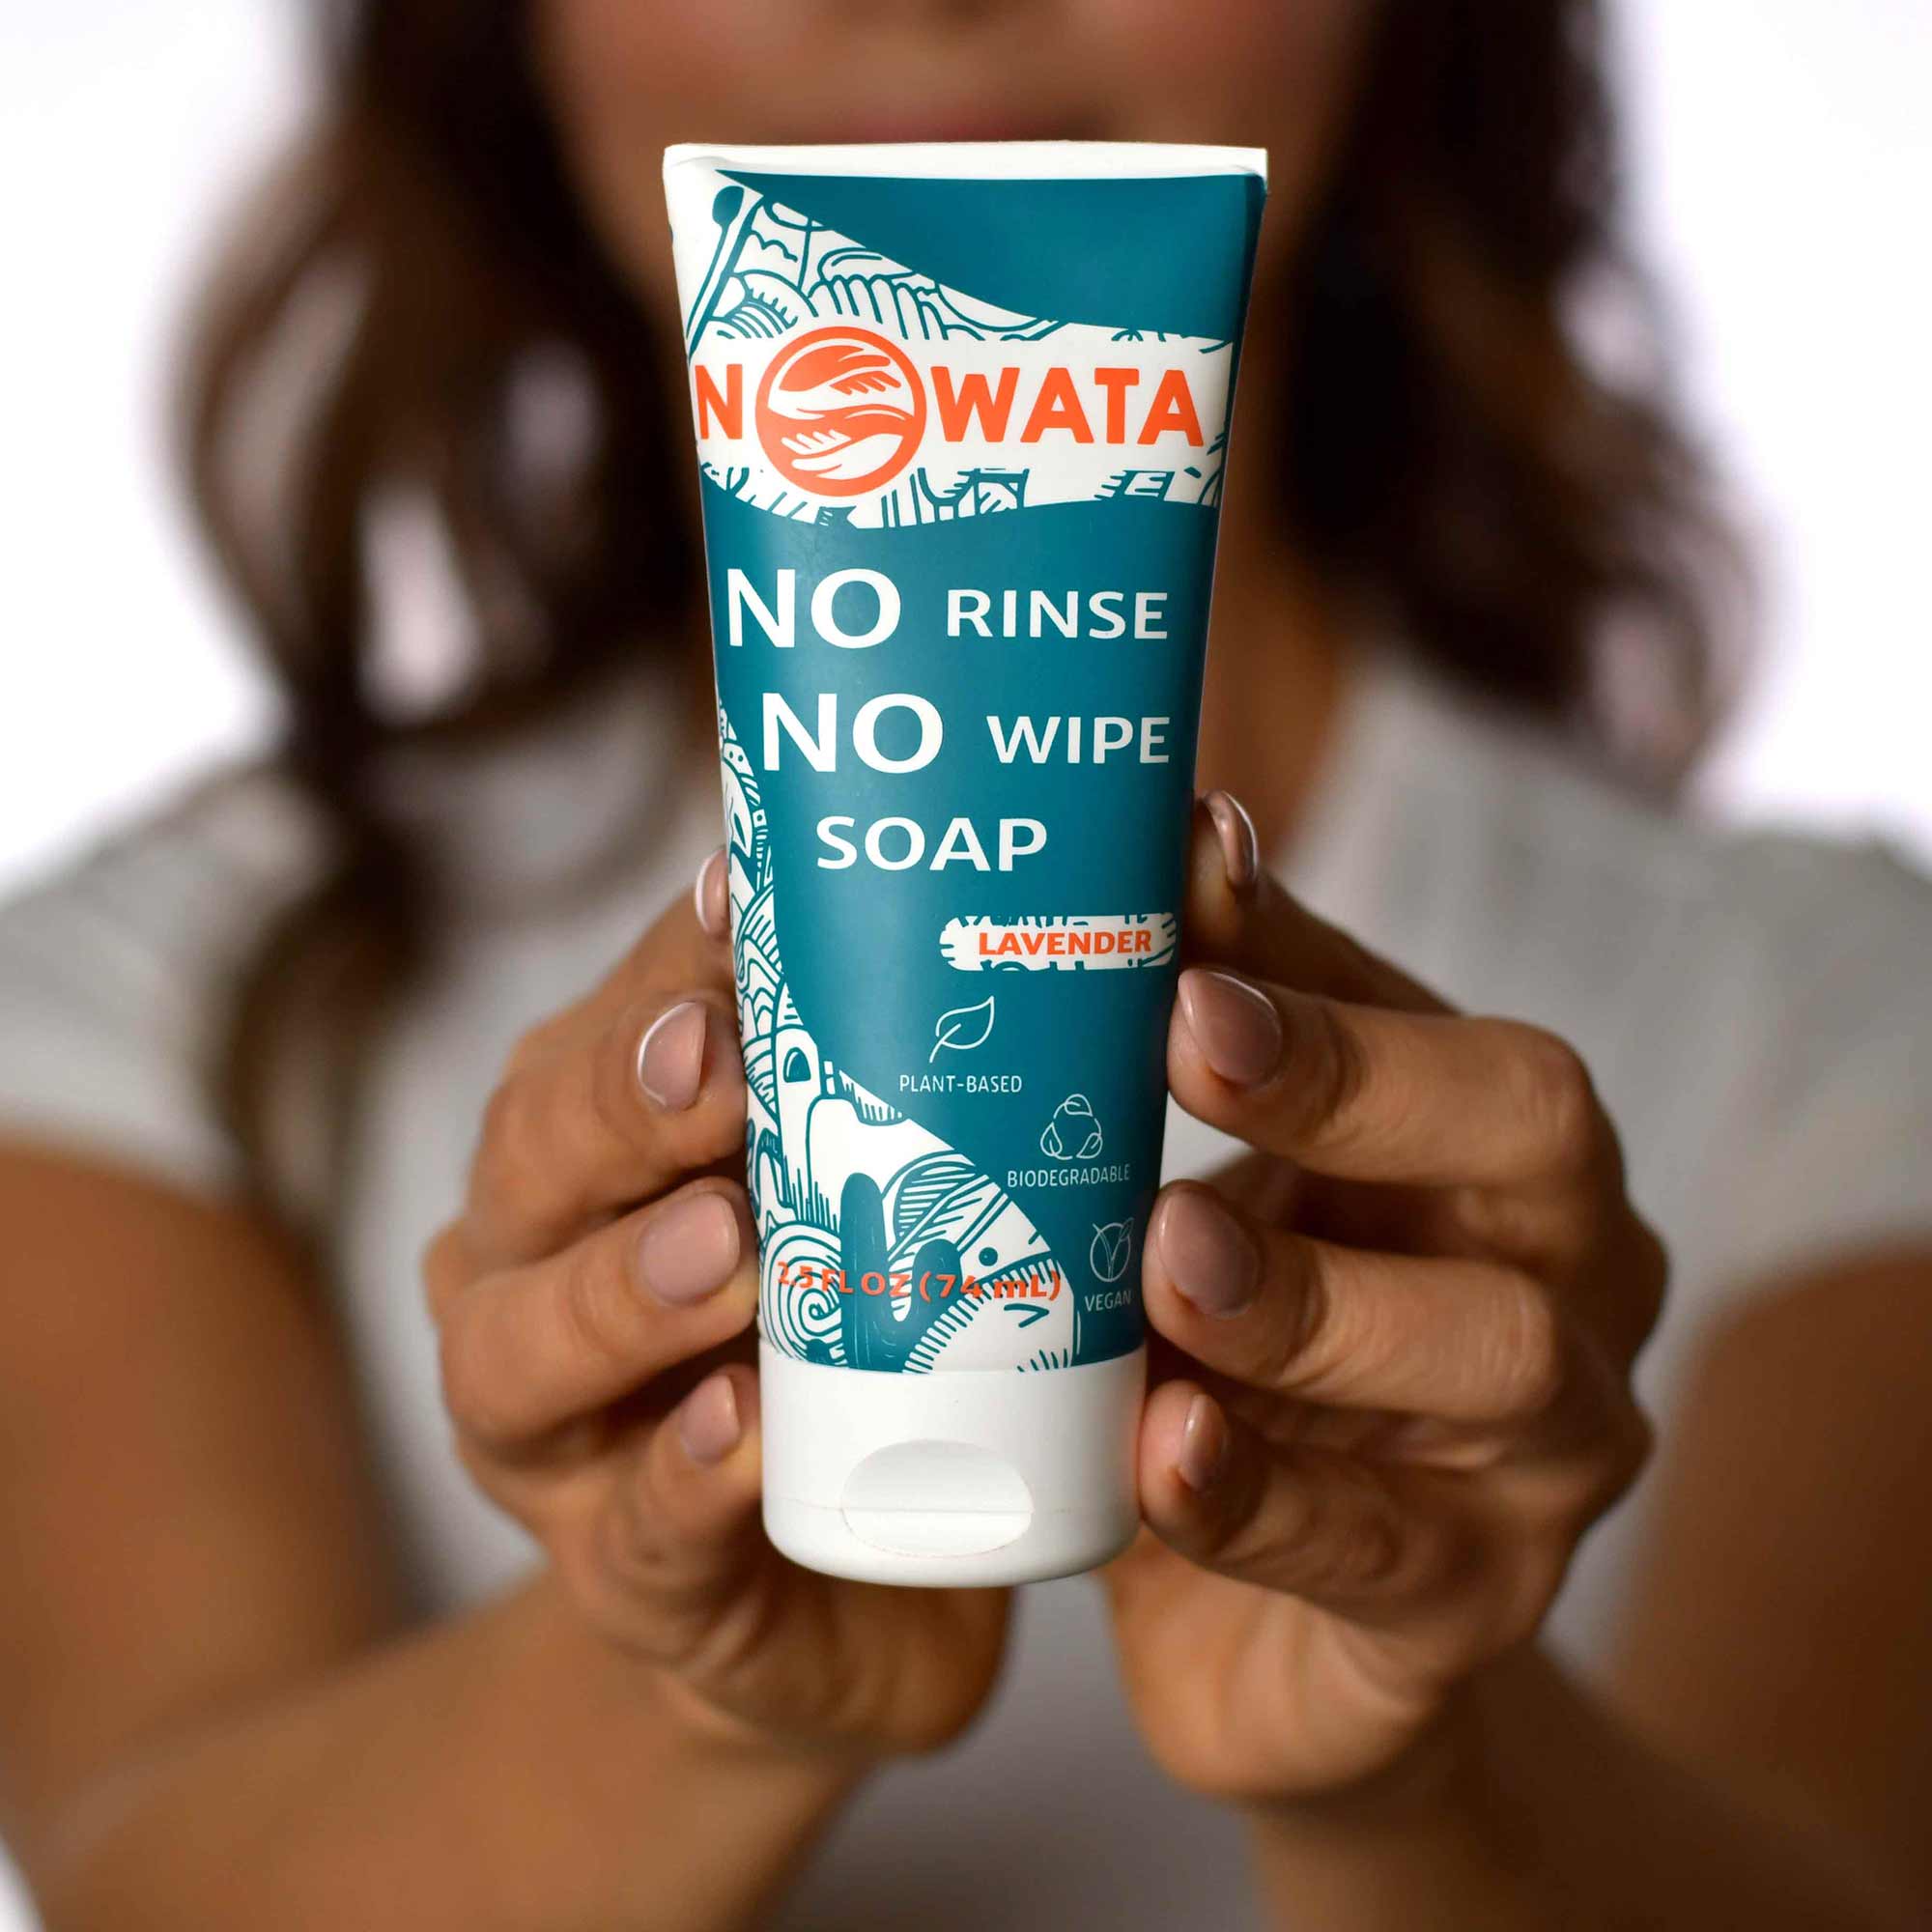 NOWATA
NO RINSE
NO WIPE
SOAP
LAVENDER
PLANT-BASED
BIODEGRADABLE
VEGAN
2.5 FL OZ (74 mL)